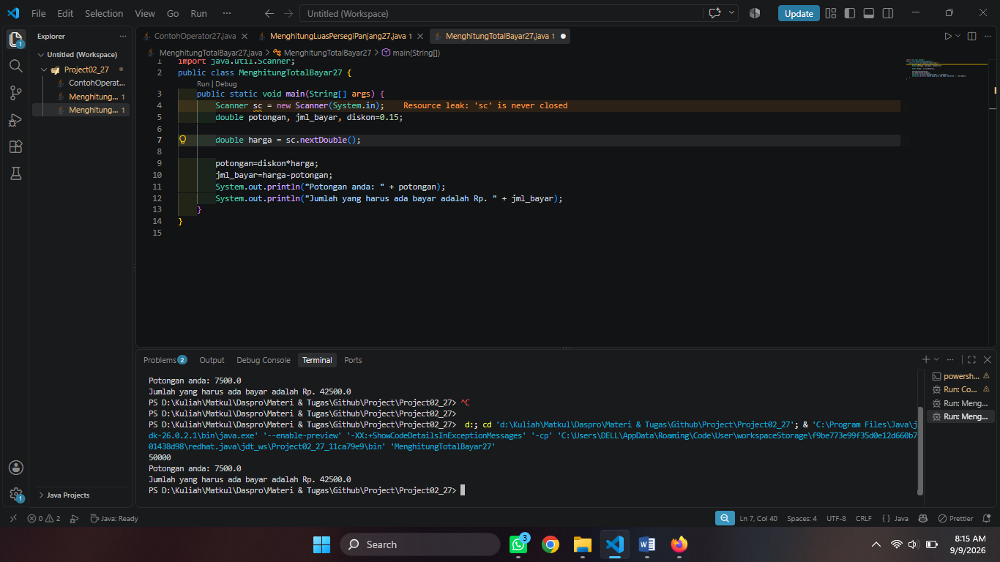 File Edit Selection View Go Run ··· Untitled (Workspace) Update
1 Explorer ···
Untitled (Workspace)
Project02_27
ContohOperat...
Menghitung... 1
Menghitung... 1
Java Projects
1
ContohOperator27.java MenghitungLuasPersegiPanjang27.java 1 MenghitungTotalBayar27.java 1
MenghitungTotalBayar27.java > MenghitungTotalBayar27 > main(String[])
1 import java.util.Scanner;
2 public class MenghitungTotalBayar27 {
Run | Debug
3 public static void main(String[] args) {
4 Scanner sc = new Scanner(System.in); Resource leak: 'sc' is never closed
5 double potongan, jml_bayar, diskon=0.15;
6
7 double harga = sc.nextDouble();
8
9 potongan=diskon*harga;
10 jml_bayar=harga-potongan;
11 System.out.println("Potongan anda: " + potongan);
12 System.out.println("Jumlah yang harus ada bayar adalah Rp. " + jml_bayar);
13 }
14 }
15
Problems 2 Output Debug Console Terminal Ports
Potongan anda: 7500.0
Jumlah yang harus ada bayar adalah Rp. 42500.0
PS D:\Kuliah\Matkul\Daspro\Materi & Tugas\Github\Project\Project02_27> ^C
PS D:\Kuliah\Matkul\Daspro\Materi & Tugas\Github\Project\Project02_27>
PS D:\Kuliah\Matkul\Daspro\Materi & Tugas\Github\Project\Project02_27> d:; cd 'd:\Kuliah\Matkul\Daspro\Materi & Tugas\Github\Project\Project02_27'; & 'C:\Program Files\Java\j
dk-26.0.2.1\bin\java.exe' '--enable-preview' '-XX:+ShowCodeDetailsInExceptionMessages' '-cp' 'C:\Users\DELL\AppData\Roaming\Code\User\workspaceStorage\f9be773e99f35d0e12d660b7
01438d98\redhat.java\jdt_ws\Project02_27_11ca79e9\bin' 'MenghitungTotalBayar27'
50000
Potongan anda: 7500.0
Jumlah yang harus ada bayar adalah Rp. 42500.0
PS D:\Kuliah\Matkul\Daspro\Materi & Tugas\Github\Project\Project02_27>
powersh...
Run: Co...
Run: Meng...
Run: Meng...
0 2 Java: Ready Ln 7, Col 40 Spaces: 4 UTF-8 CRLF { } Java Prettier
Search 3
8:15 AM
9/9/2026